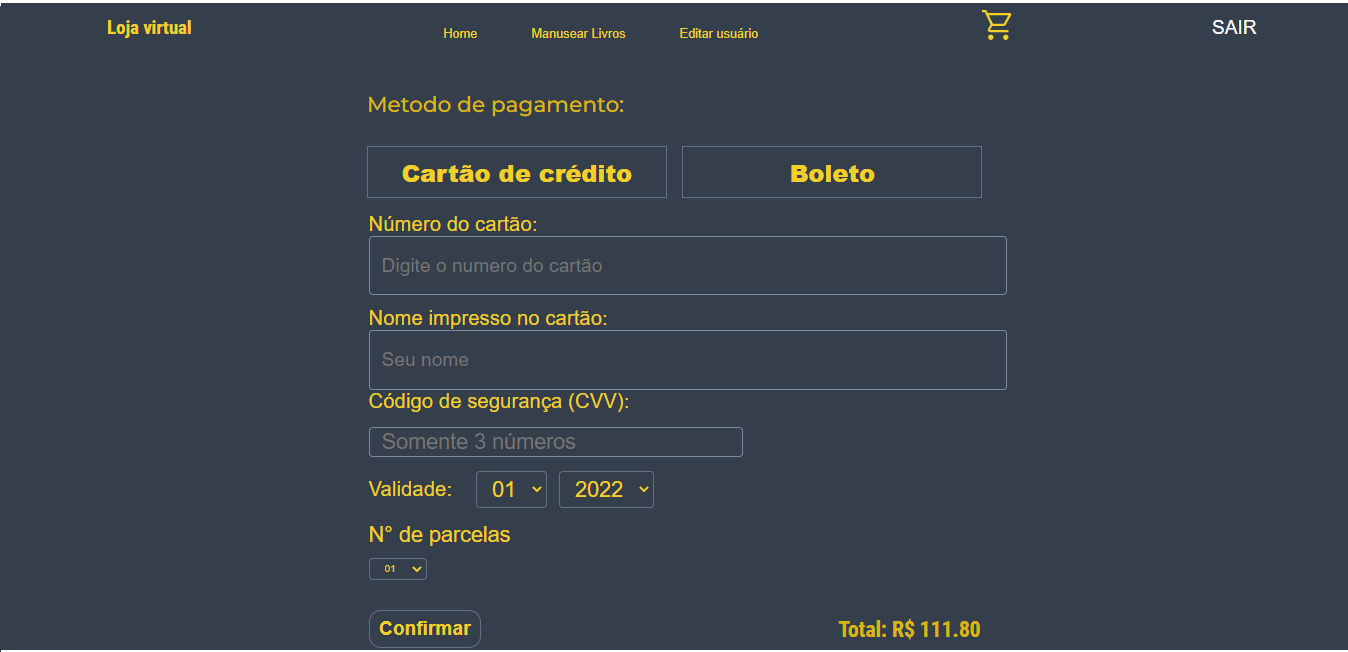 Loja virtual
Home
Manusear Livros
Editar usuário
SAIR
Metodo de pagamento:
Cartão de crédito
Boleto
Número do cartão:
Digite o numero do cartão
Nome impresso no cartão:
Seu nome
Código de segurança (CVV):
Somente 3 números
Validade: 01 2022
N° de parcelas
01
Confirmar
Total: R$ 111.80